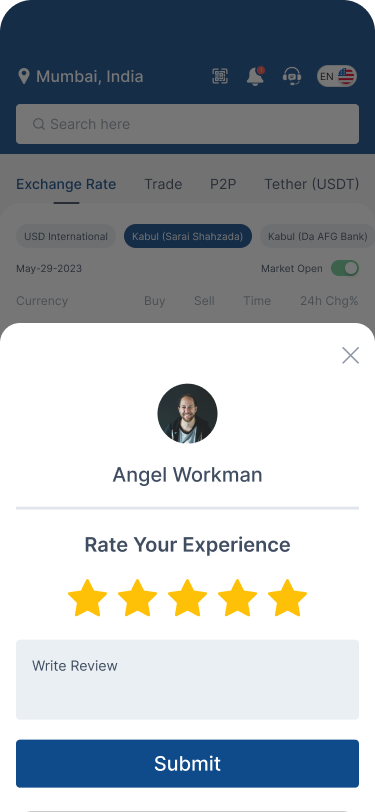 Mumbai, India
EN
Search here
Exchange Rate Trade P2P Tether (USDT)
USD International Kabul (Sarai Shahzada) Kabul (Da AFG Bank)
May-29-2023 Market Open
Currency Buy Sell Time 24h Chg%
Angel Workman
Rate Your Experience
Write Review
Submit